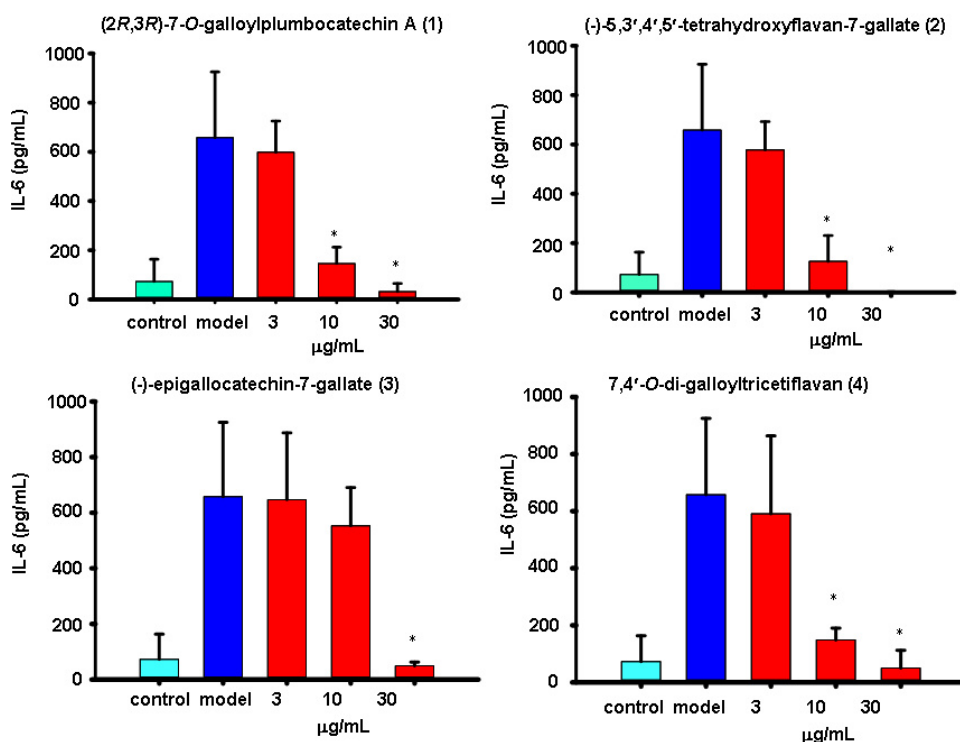 (2R,3R)-7-O-galloylplumbocatechin A (1)
1000
800
600
400
200
0
IL-6 (pg/mL)
*
*
control model 3 10 30
µg/mL
(-)-5,3′,4′,5′-tetrahydroxyflavan-7-gallate (2)
1000
800
600
400
200
0
IL-6 (pg/mL)
*
*
control model 3 10 30
µg/mL
(-)-epigallocatechin-7-gallate (3)
1000
800
600
400
200
0
IL-6 (pg/mL)
*
control model 3 10 30
µg/mL
7,4′-O-di-galloyltricetiflavan (4)
1000
800
600
400
200
0
IL-6 (pg/mL)
*
*
control model 3 10 30
µg/mL